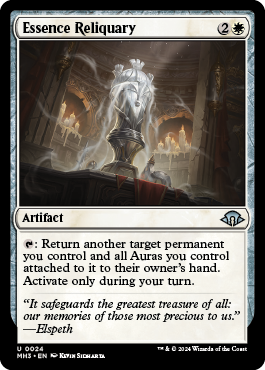 Essence Reliquary 2
Artifact
: Return another target permanent
you control and all Auras you control
attached to it to their owner's hand.
Activate only during your turn.
“It safeguards the greatest treasure of all:
our memories of those most precious to us.”
—Elspeth
U 0024
MH3 • EN KEVIN SIDHARTA
™ & © 2024 Wizards of the Coast